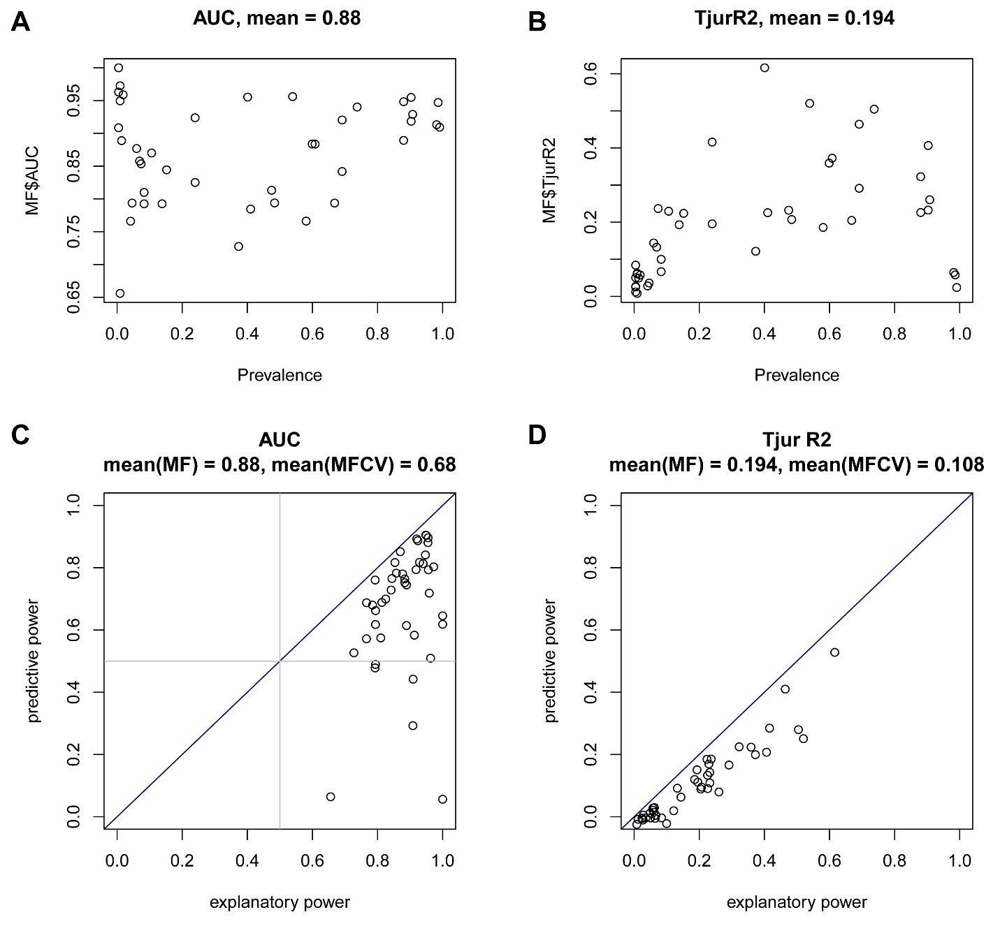 A
AUC, mean = 0.88
MF$AUC
0.95
0.85
0.75
0.65
0.0 0.2 0.4 0.6 0.8 1.0
Prevalence
B
TjurR2, mean = 0.194
MF$TjurR2
0.6
0.4
0.2
0.0
0.0 0.2 0.4 0.6 0.8 1.0
Prevalence
C
AUC
mean(MF) = 0.88, mean(MFCV) = 0.68
predictive power
1.0
0.8
0.6
0.4
0.2
0.0
0.0 0.2 0.4 0.6 0.8 1.0
explanatory power
D
Tjur R2
mean(MF) = 0.194, mean(MFCV) = 0.108
predictive power
1.0
0.8
0.6
0.4
0.2
0.0
0.0 0.2 0.4 0.6 0.8 1.0
explanatory power